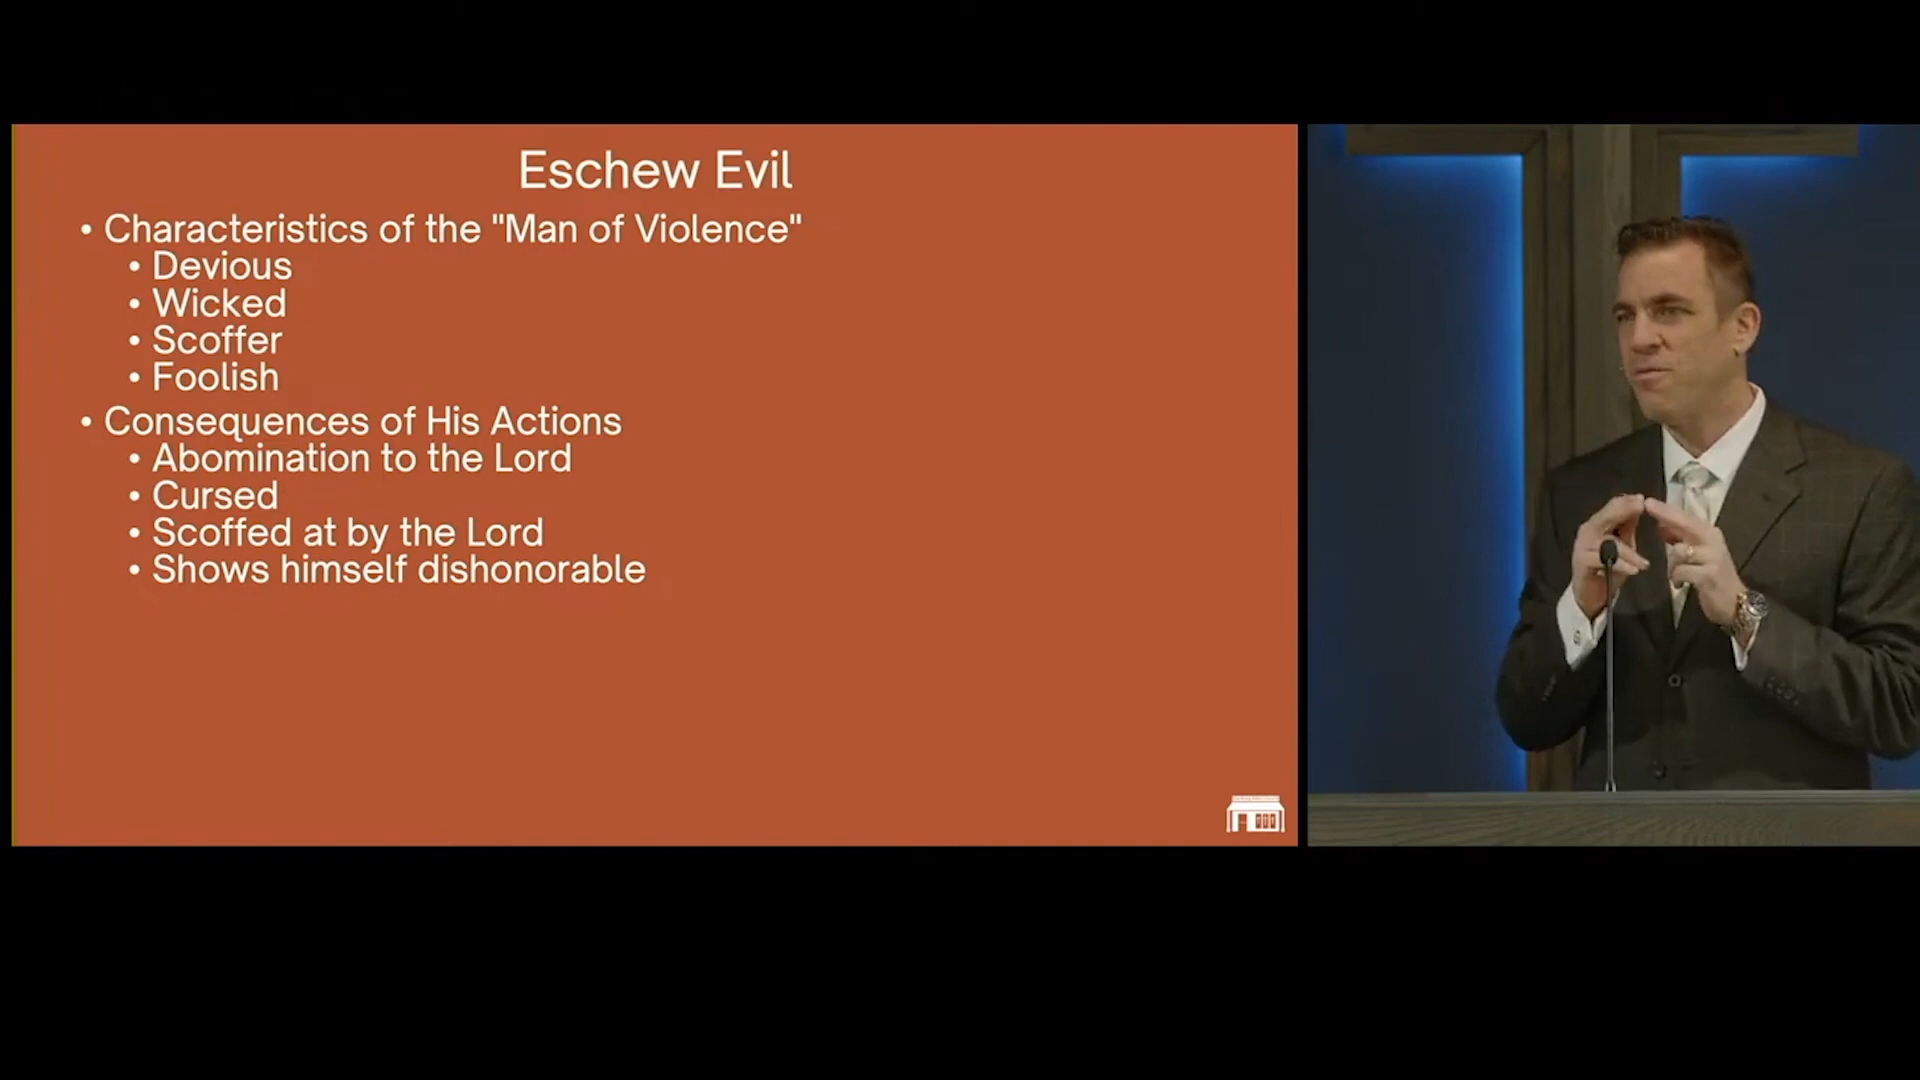 Eschew Evil
• Characteristics of the "Man of Violence"
• Devious
• Wicked
• Scoffer
• Foolish
• Consequences of His Actions
• Abomination to the Lord
• Cursed
• Scoffed at by the Lord
• Shows himself dishonorable